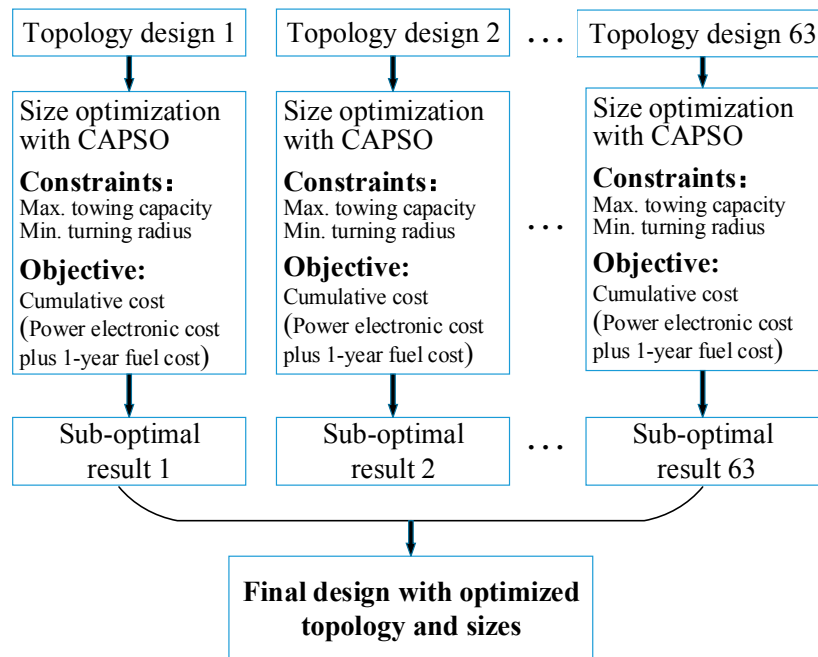 Topology design 1
Size optimization
with CAPSO
Constraints：
Max. towing capacity
Min. turning radius
Objective:
Cumulative cost
(Power electronic cost
plus 1-year fuel cost)
Sub-optimal
result 1
Topology design 2
Size optimization
with CAPSO
Constraints：
Max. towing capacity
Min. turning radius
Objective:
Cumulative cost
(Power electronic cost
plus 1-year fuel cost)
Sub-optimal
result 2
...
...
...
Topology design 63
Size optimization
with CAPSO
Constraints：
Max. towing capacity
Min. turning radius
Objective:
Cumulative cost
(Power electronic cost
plus 1-year fuel cost)
Sub-optimal
result 63
Final design with optimized
topology and sizes